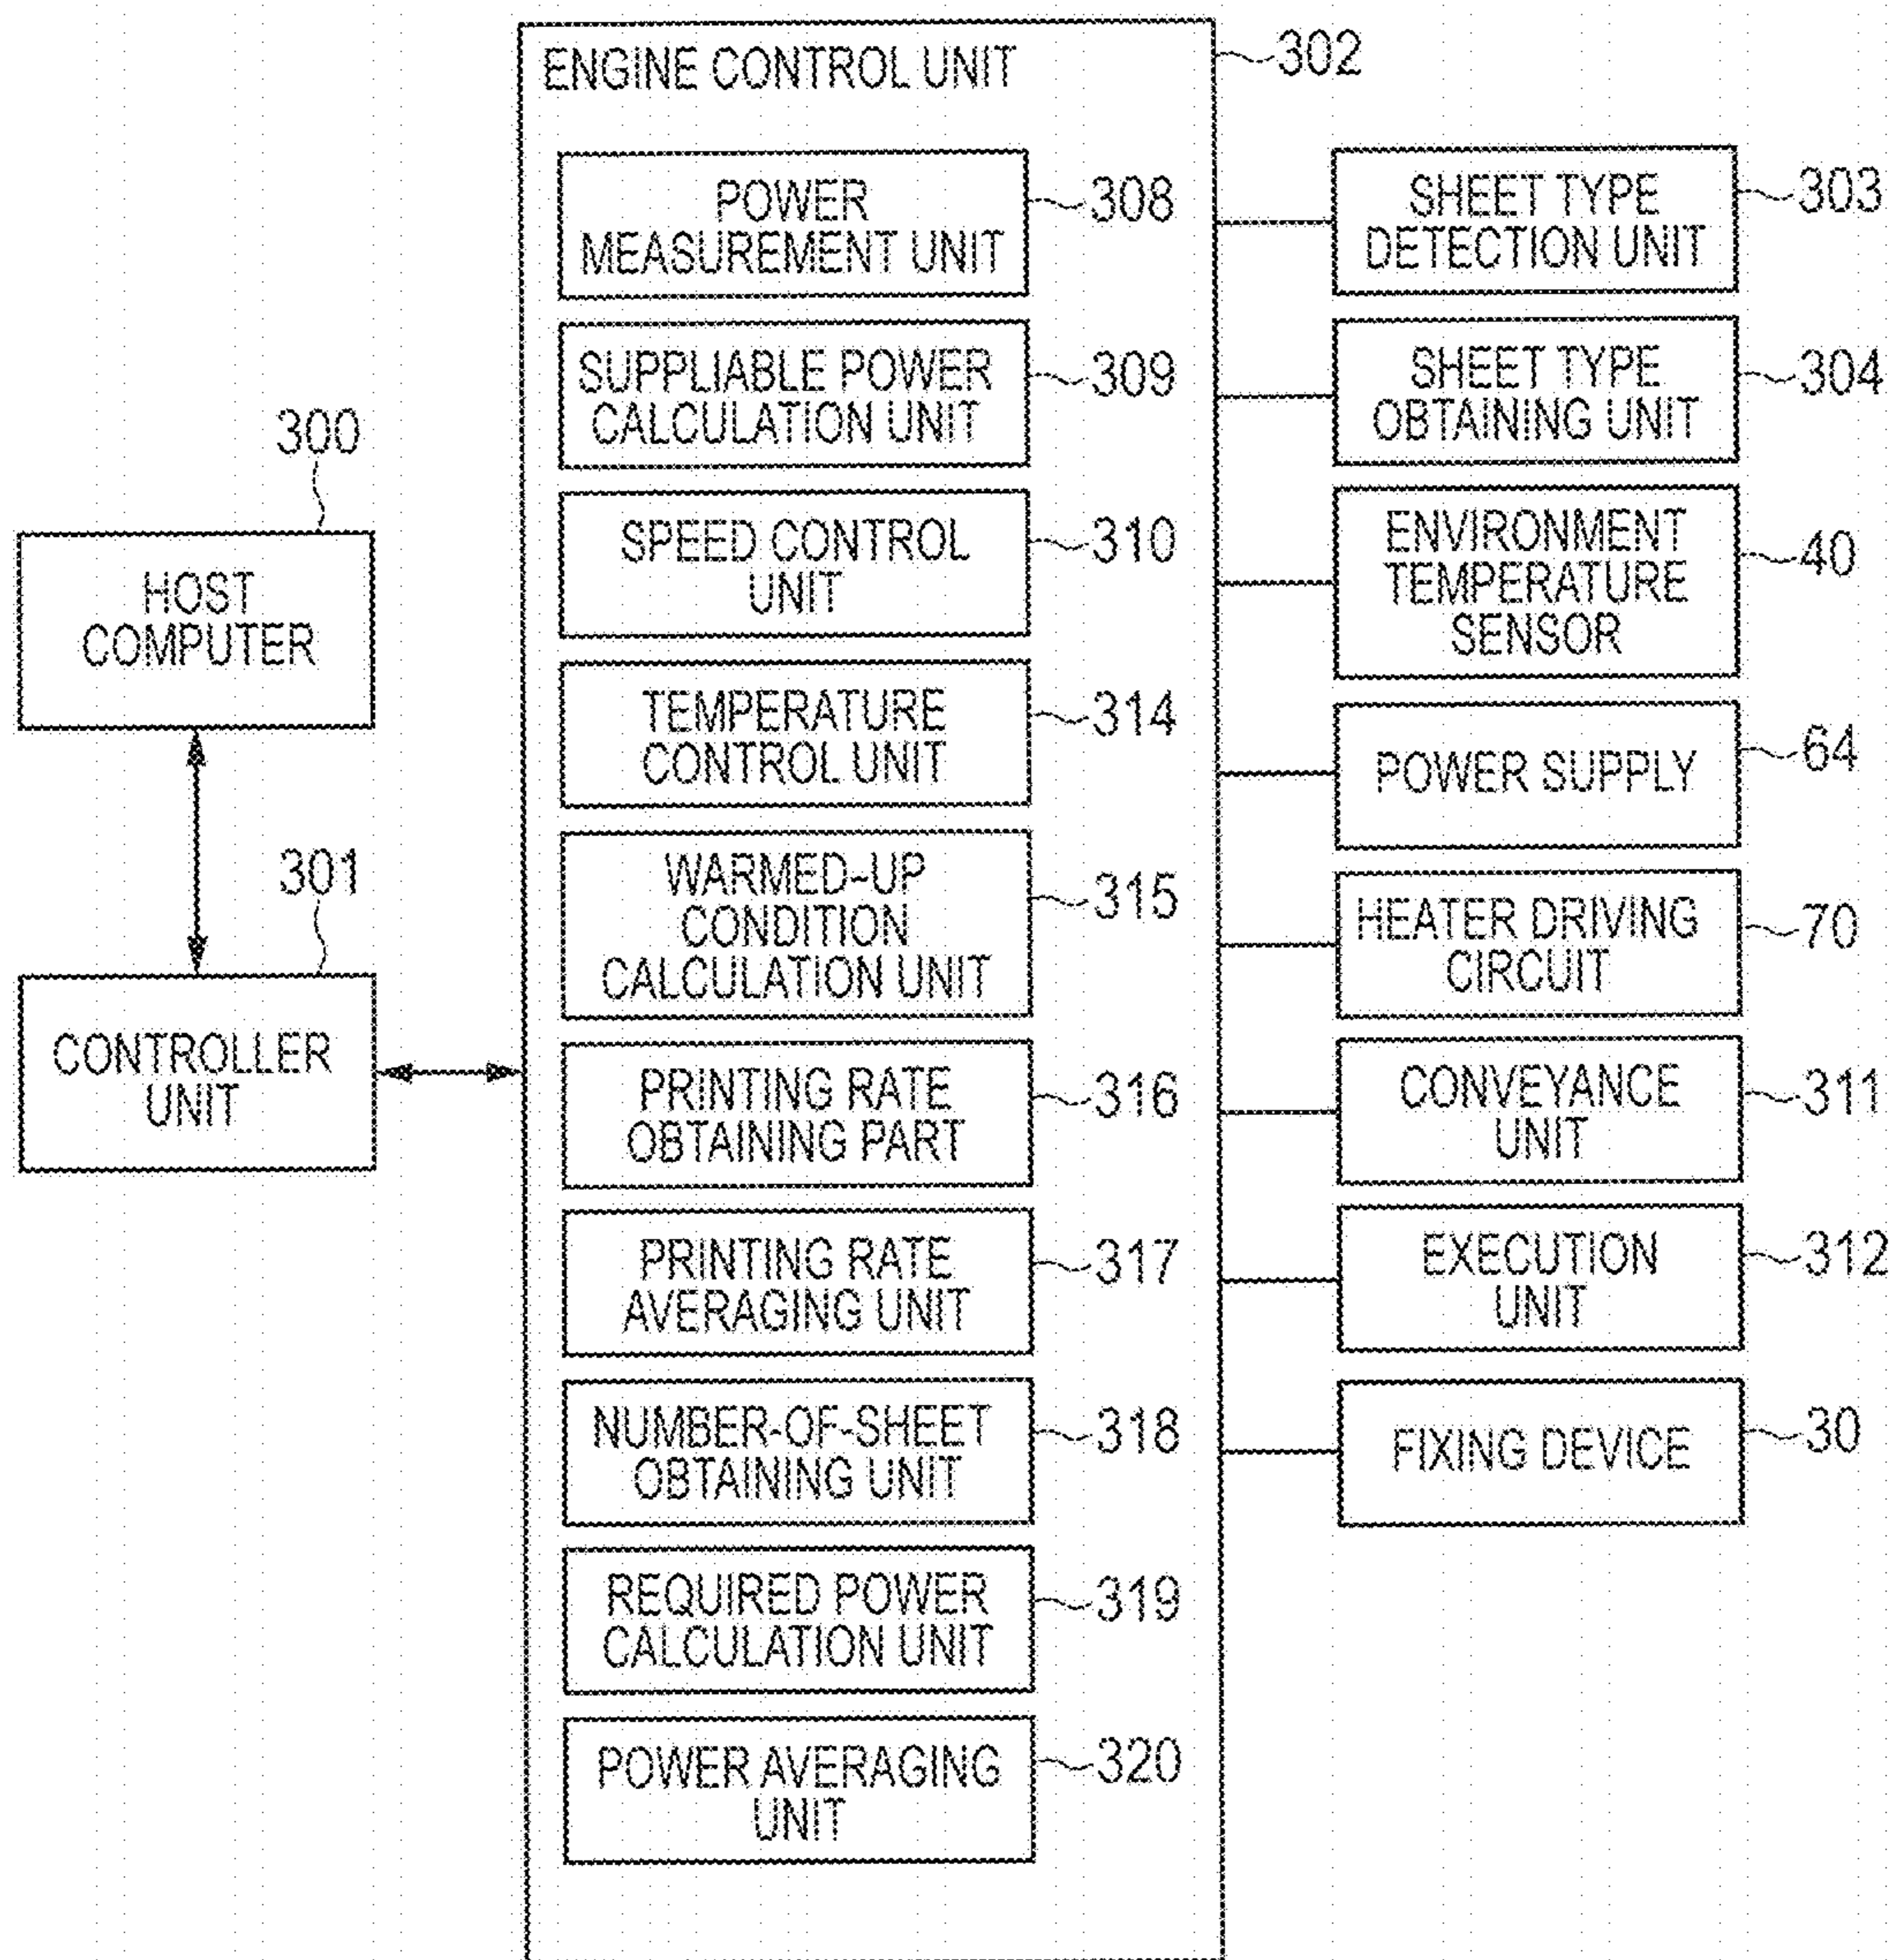 300
HOST
COMPUTER
301
CONTROLLER
UNIT
ENGINE CONTROL UNIT
302
POWER
MEASUREMENT UNIT
308
SUPPLIABLE POWER
CALCULATION UNIT
309
SPEED CONTROL
UNIT
310
TEMPERATURE
CONTROL UNIT
314
WARMED-UP
CONDITION
CALCULATION UNIT
315
PRINTING RATE
OBTAINING PART
316
PRINTING RATE
AVERAGING UNIT
317
NUMBER-OF-SHEET
OBTAINING UNIT
318
REQUIRED POWER
CALCULATION UNIT
319
POWER AVERAGING
UNIT
320
SHEET TYPE
DETECTION UNIT
303
SHEET TYPE
OBTAINING UNIT
304
ENVIRONMENT
TEMPERATURE
SENSOR
40
POWER SUPPLY
64
HEATER DRIVING
CIRCUIT
70
CONVEYANCE
UNIT
311
EXECUTION
UNIT
312
FIXING DEVICE
30